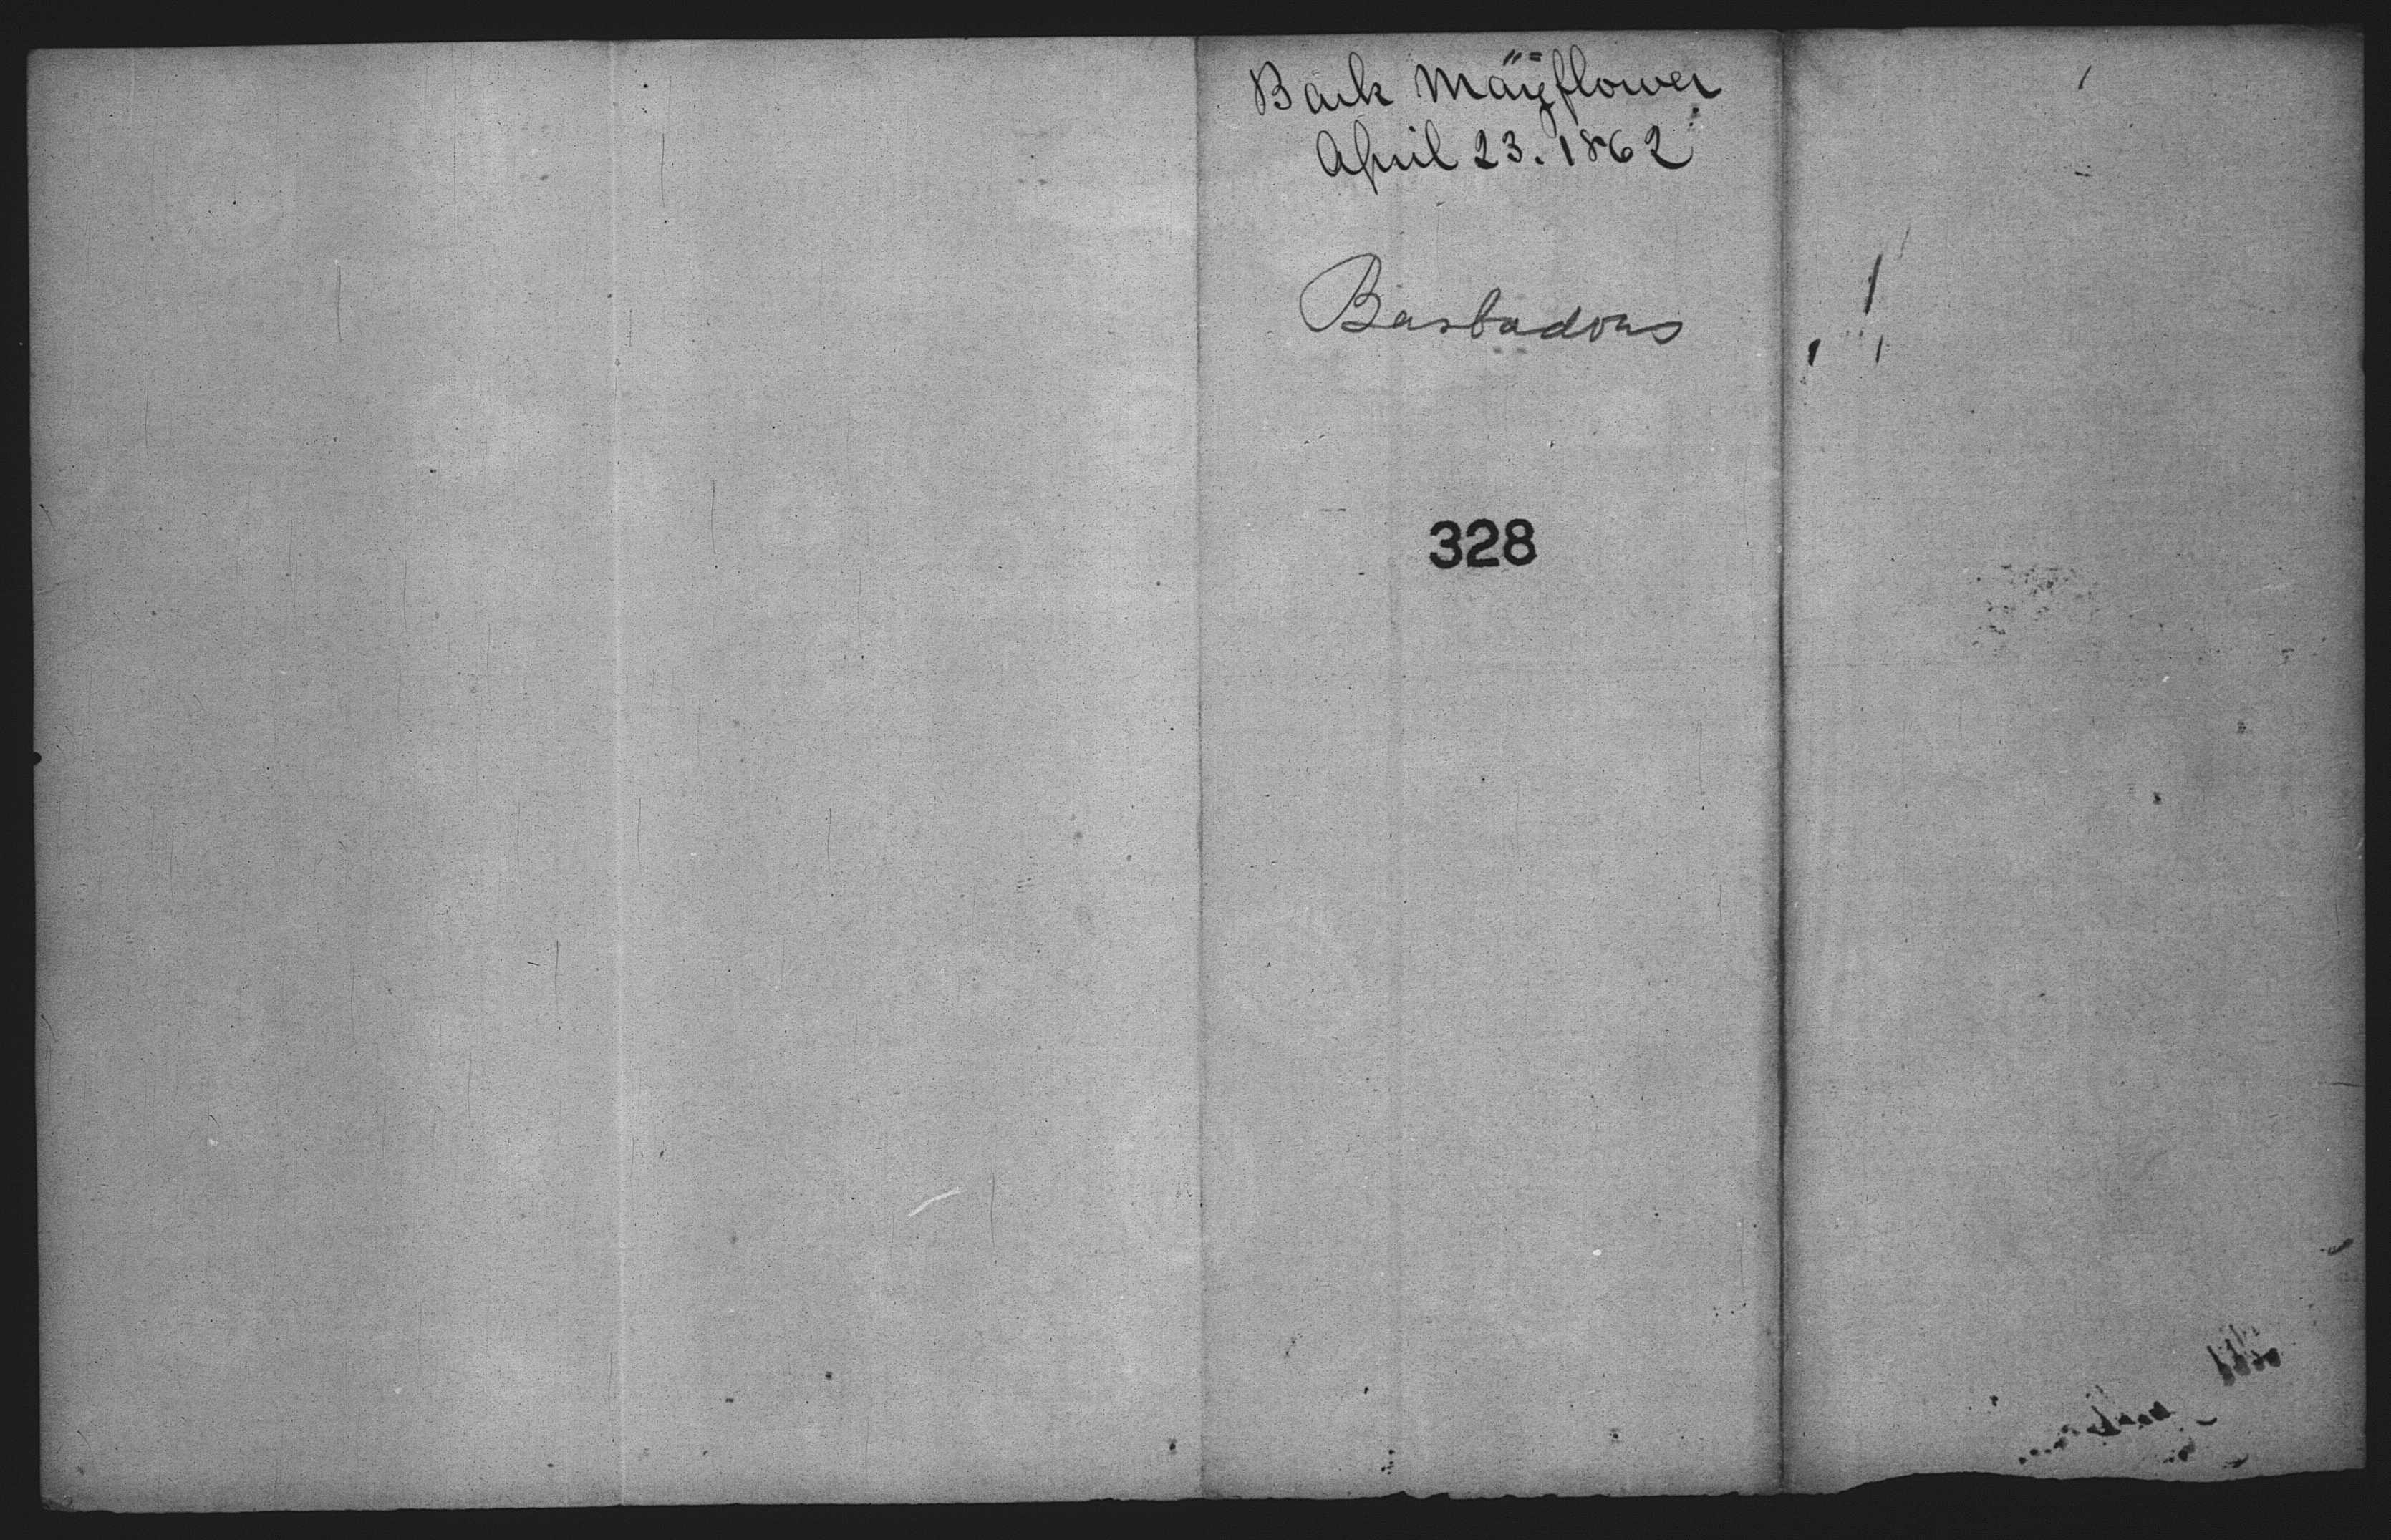 Bark Mayflower
April 23. 1862
Barbadoes
328